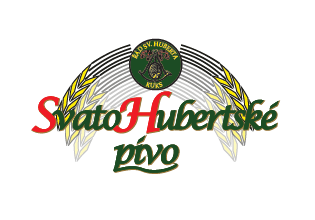 ŘÁD SV. HUBERTA
KUKS
SvatoHubertské
pivo